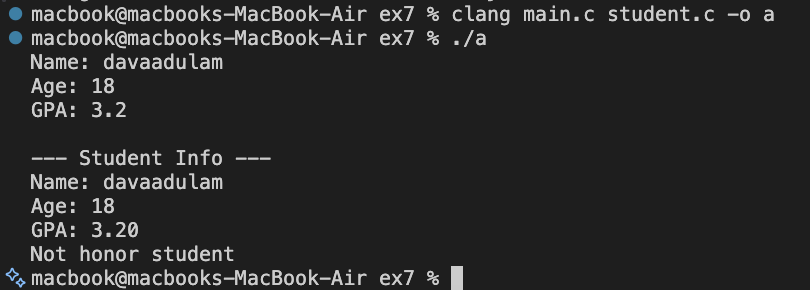 macbook@macbooks-MacBook-Air ex7 % clang main.c student.c -o a
macbook@macbooks-MacBook-Air ex7 % ./a
Name: davaadulam
Age: 18
GPA: 3.2

--- Student Info ---
Name: davaadulam
Age: 18
GPA: 3.20
Not honor student
macbook@macbooks-MacBook-Air ex7 %